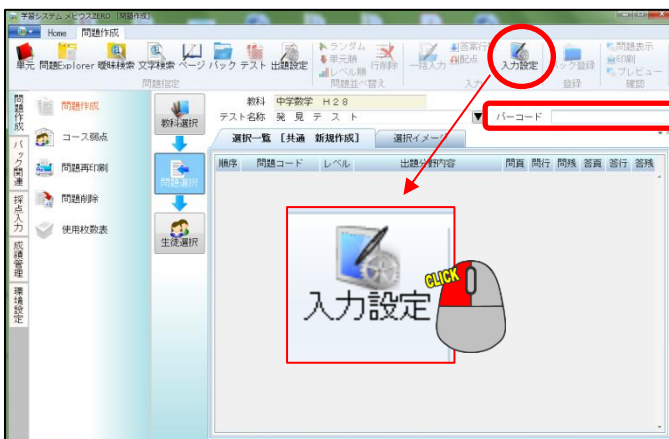 学習システム メビウスZERO [問題作成]
Home 問題作成
単元 問題Explorer 曖昧検索 文字検索 ページ パック テスト 出題設定
ランダム
単元順
レベル順
行削除 一括入力
答案行
配点
入力設定
パック登録
問題表示
印刷
プレビュー
問題指定 問題並べ替え 入力 登録 確認
問題作成
パック関連
採点入力
成績管理
環境設定
問題作成
コース弱点
問題再印刷
問題削除
使用枚数表
教科選択
問題選択
生徒選択
教科 中学数学 H28
テスト名称 発見テスト
▼ バーコード
選択一覧 [共通 新規作成] 選択イメージ
順序 問題コード レベル 出題分野内容 問頁 問行 問残 答頁 答行 答残
入力設定
CLICK